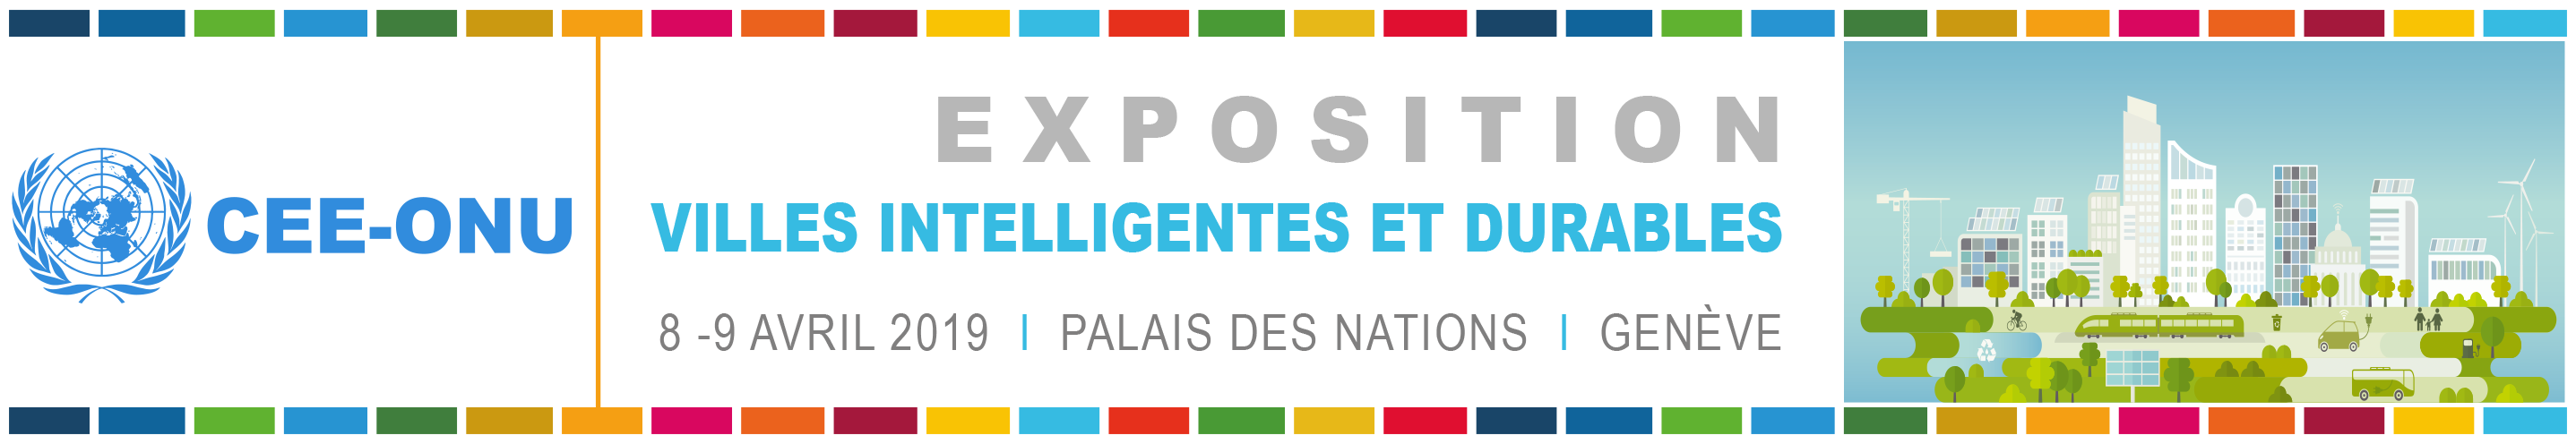 CEE-ONU
EXPOSITION
VILLES INTELLIGENTES ET DURABLES
8 -9 AVRIL 2019 | PALAIS DES NATIONS | GENÈVE